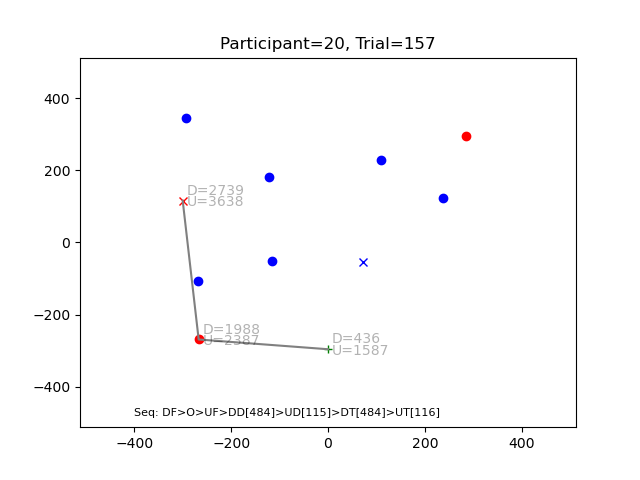 Participant=20, Trial=157
400
200
0
−200
−400
D=2739
U=3638
D=1988
U=2387
D=436
U=1587
Seq: DF>O>UF>DD[484]>UD[115]>DT[484]>UT[116]
−400 −200 0 200 400